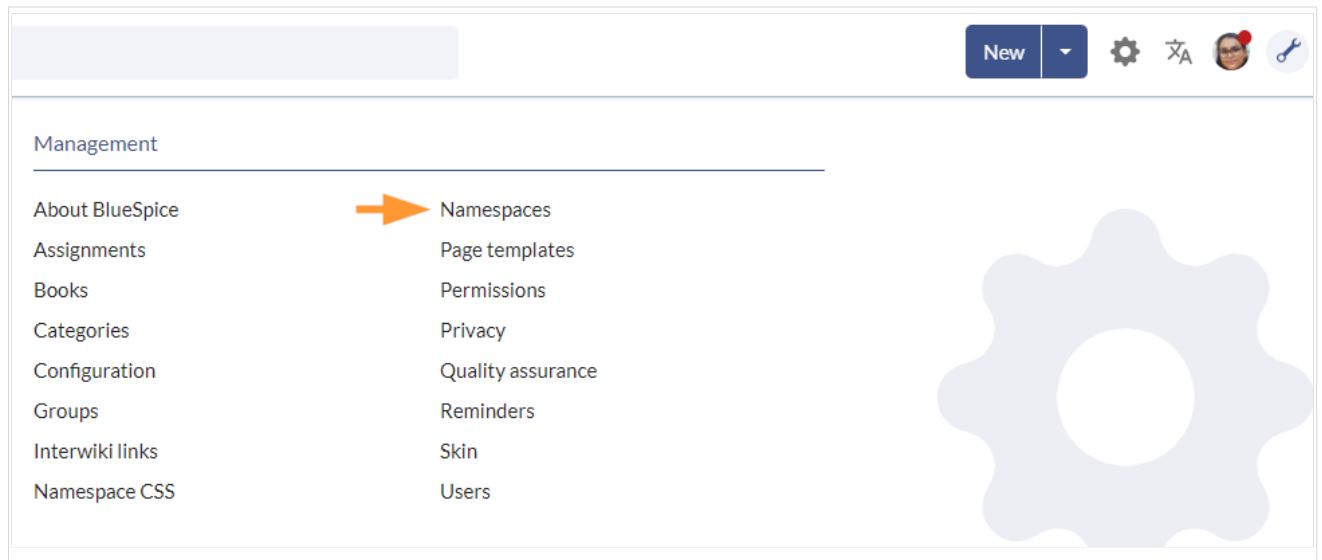 New
Management
About BlueSpice
Assignments
Books
Categories
Configuration
Groups
Interwiki links
Namespace CSS
Namespaces
Page templates
Permissions
Privacy
Quality assurance
Reminders
Skin
Users